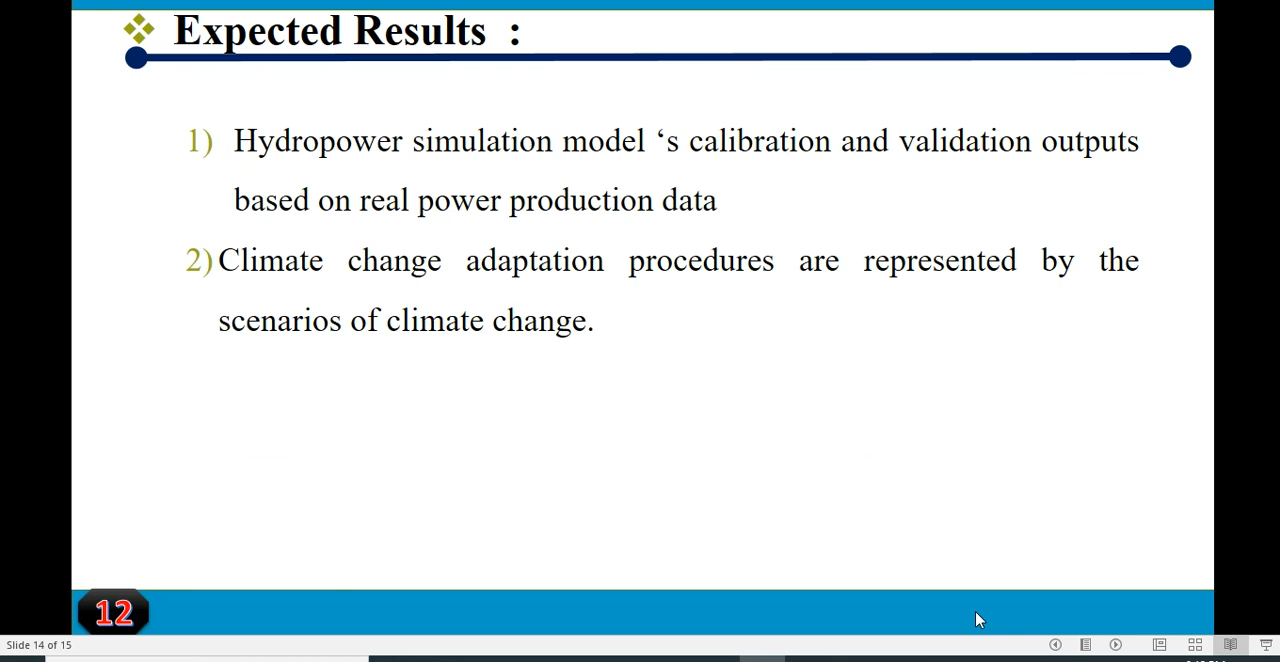 Expected Results :
1) Hydropower simulation model ‘s calibration and validation outputs
based on real power production data
2) Climate change adaptation procedures are represented by the
scenarios of climate change.
12
Slide 14 of 15